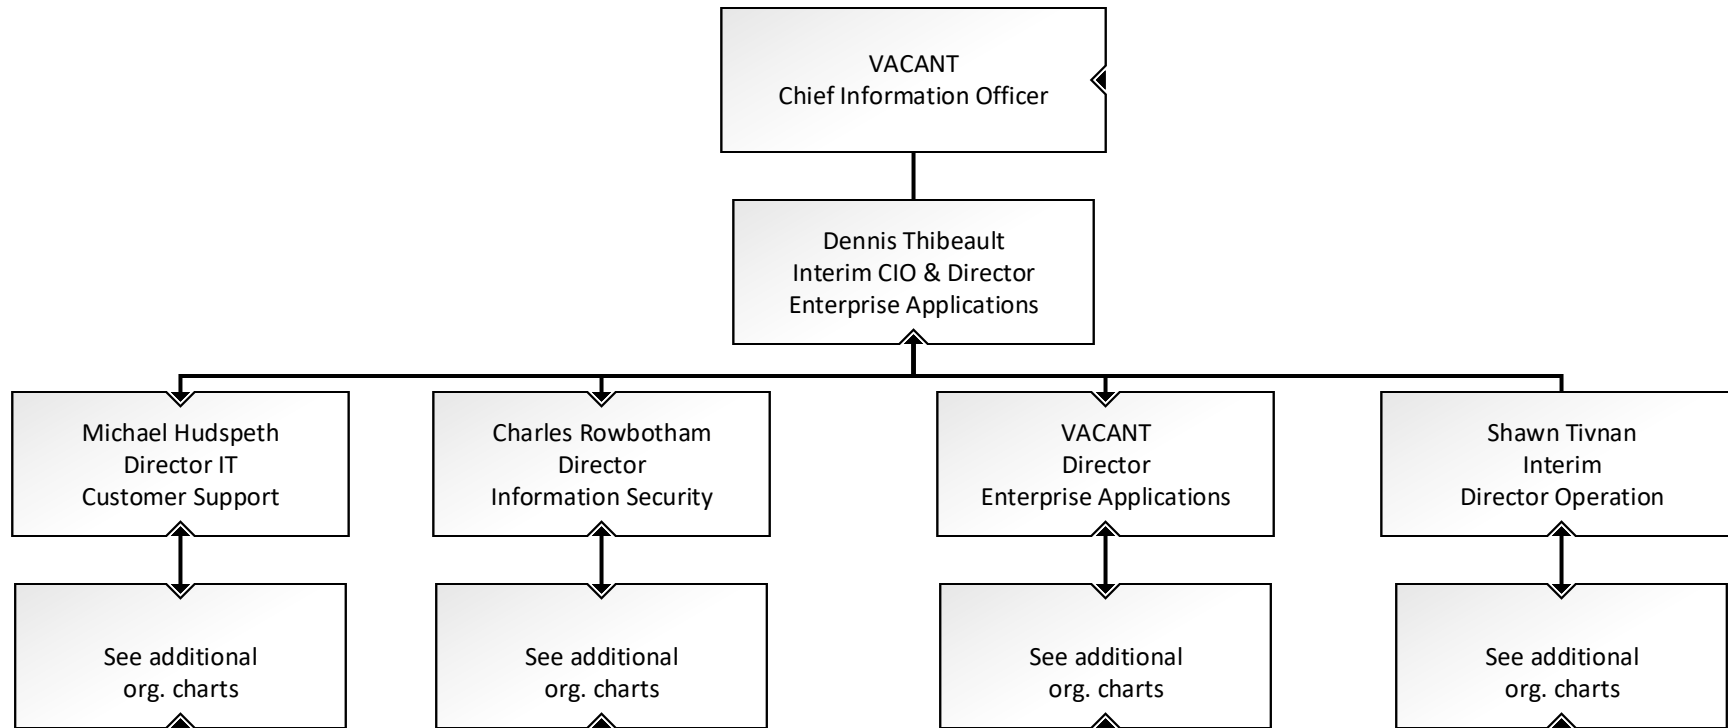 VACANT
Chief Information Officer
Dennis Thibeault
Interim CIO & Director
Enterprise Applications
Michael Hudspeth
Director IT
Customer Support
Charles Rowbotham
Director
Information Security
VACANT
Director
Enterprise Applications
Shawn Tivnan
Interim
Director Operation
See additional
org. charts
See additional
org. charts
See additional
org. charts
See additional
org. charts